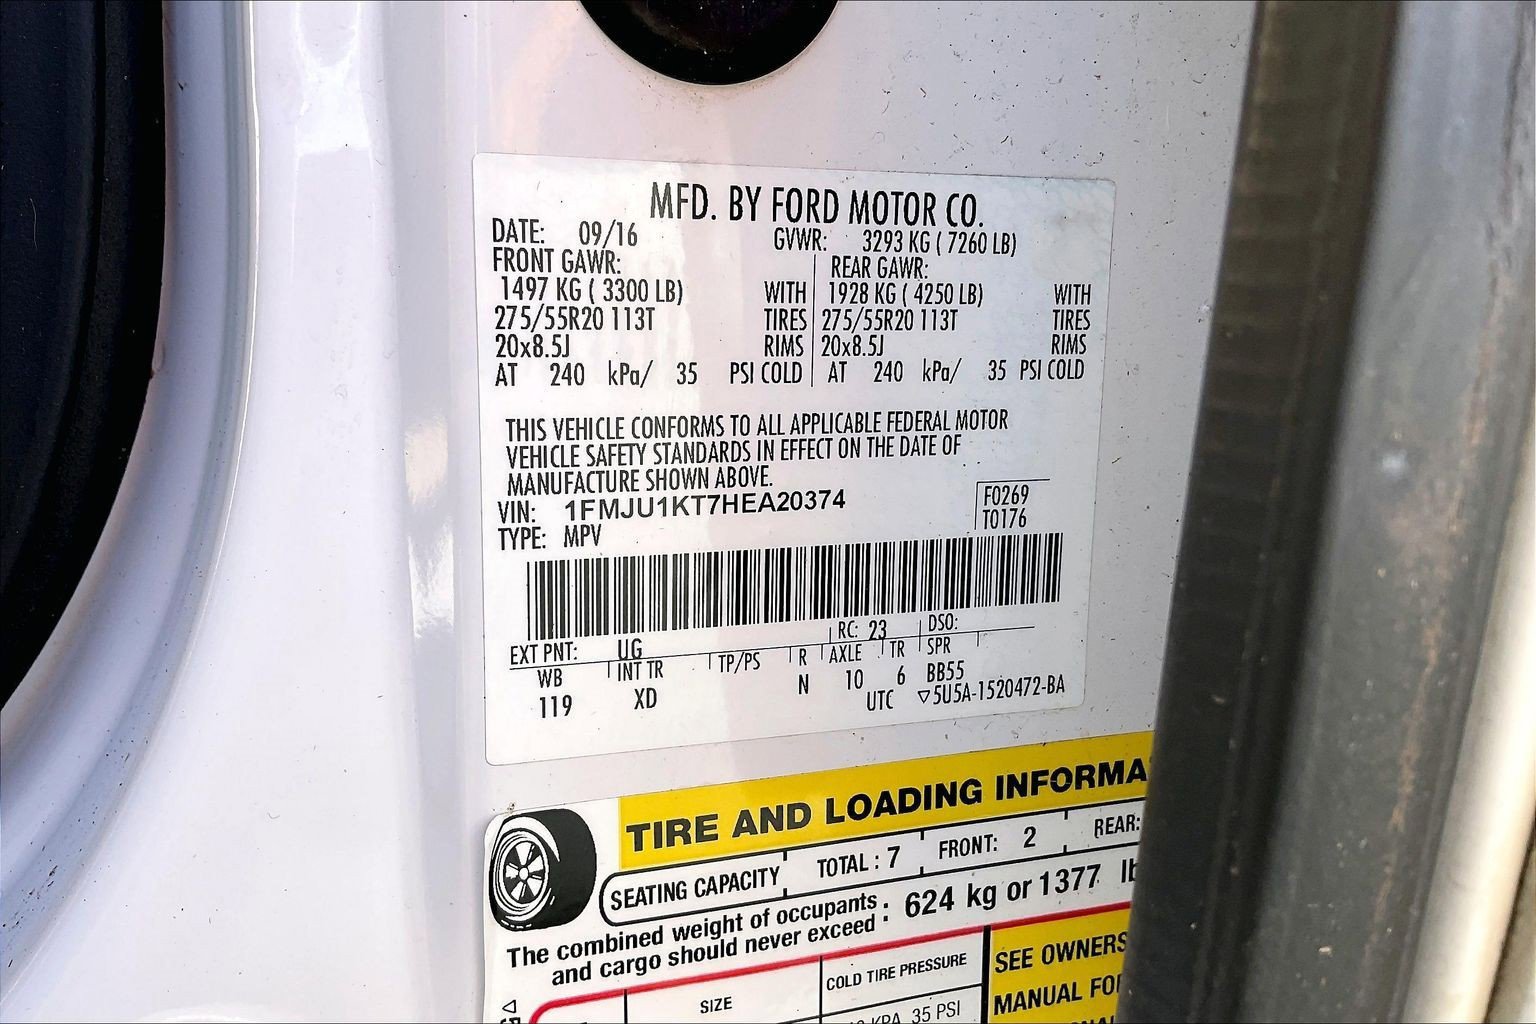 MFD. BY FORD MOTOR CO.
DATE: 09/16 GVWR: 3293 KG ( 7260 LB)
FRONT GAWR: REAR GAWR:
1497 KG ( 3300 LB) WITH 1928 KG ( 4250 LB) WITH
275/55R20 113T TIRES 275/55R20 113T TIRES
20x8.5J RIMS 20x8.5J RIMS
AT 240 kPa/ 35 PSI COLD AT 240 kPa/ 35 PSI COLD
THIS VEHICLE CONFORMS TO ALL APPLICABLE FEDERAL MOTOR
VEHICLE SAFETY STANDARDS IN EFFECT ON THE DATE OF
MANUFACTURE SHOWN ABOVE.
VIN: 1FMJU1KT7HEA20374 F0269
TYPE: MPV T0176
RC: 23 DSO:
EXT PNT: UG
WB INT TR TP/PS R AXLE TR SPR
119 XD N 10 6 BB55
UTC ▽5U5A-1520472-BA
TIRE AND LOADING INFORMA
SEATING CAPACITY TOTAL : 7 FRONT: 2 REAR:
The combined weight of occupants
and cargo should never exceed : 624 kg or 1377 lb
SIZE COLD TIRE PRESSURE SEE OWNERS
KPA, 35 PSI MANUAL FO